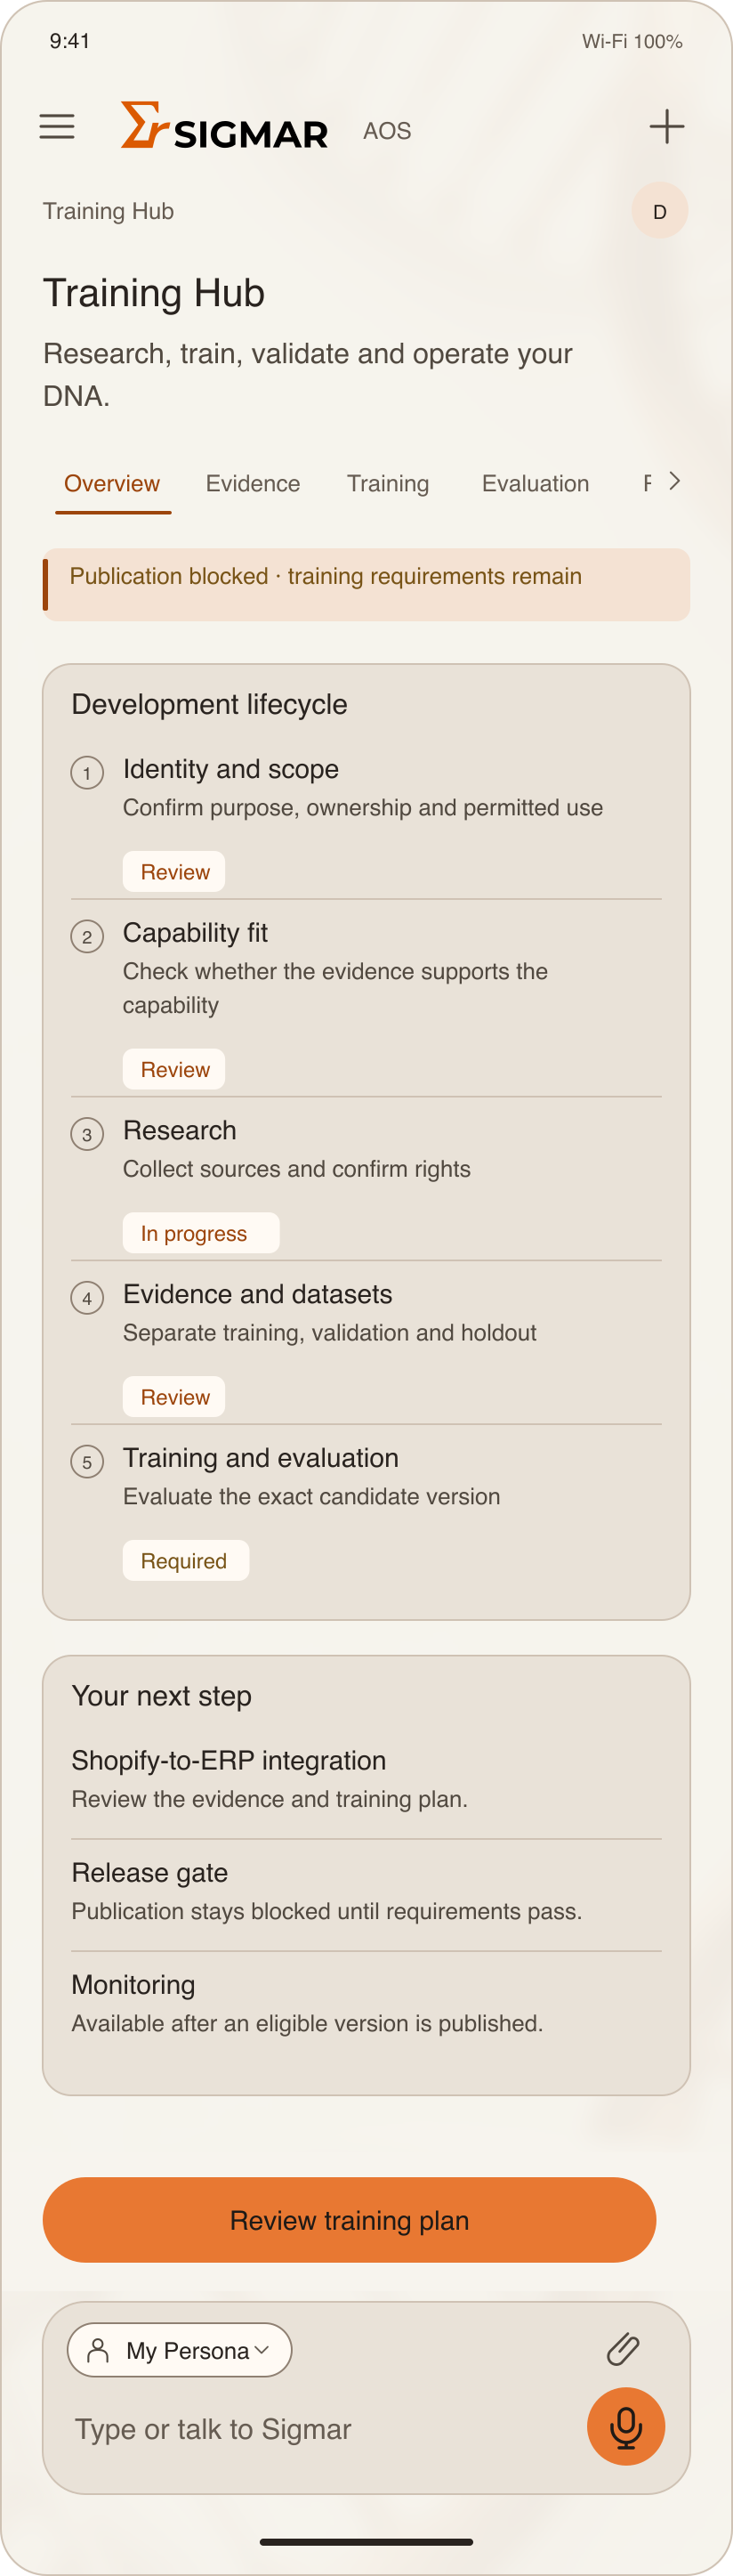 9:41
Wi-Fi 100%
Σr SIGMAR AOS
Training Hub
D
Training Hub
Research, train, validate and operate your
DNA.
Overview Evidence Training Evaluation
Publication blocked · training requirements remain
Development lifecycle
1 Identity and scope
Confirm purpose, ownership and permitted use
Review
2 Capability fit
Check whether the evidence supports the
capability
Review
3 Research
Collect sources and confirm rights
In progress
4 Evidence and datasets
Separate training, validation and holdout
Review
5 Training and evaluation
Evaluate the exact candidate version
Required
Your next step
Shopify-to-ERP integration
Review the evidence and training plan.
Release gate
Publication stays blocked until requirements pass.
Monitoring
Available after an eligible version is published.
Review training plan
My Persona
Type or talk to Sigmar